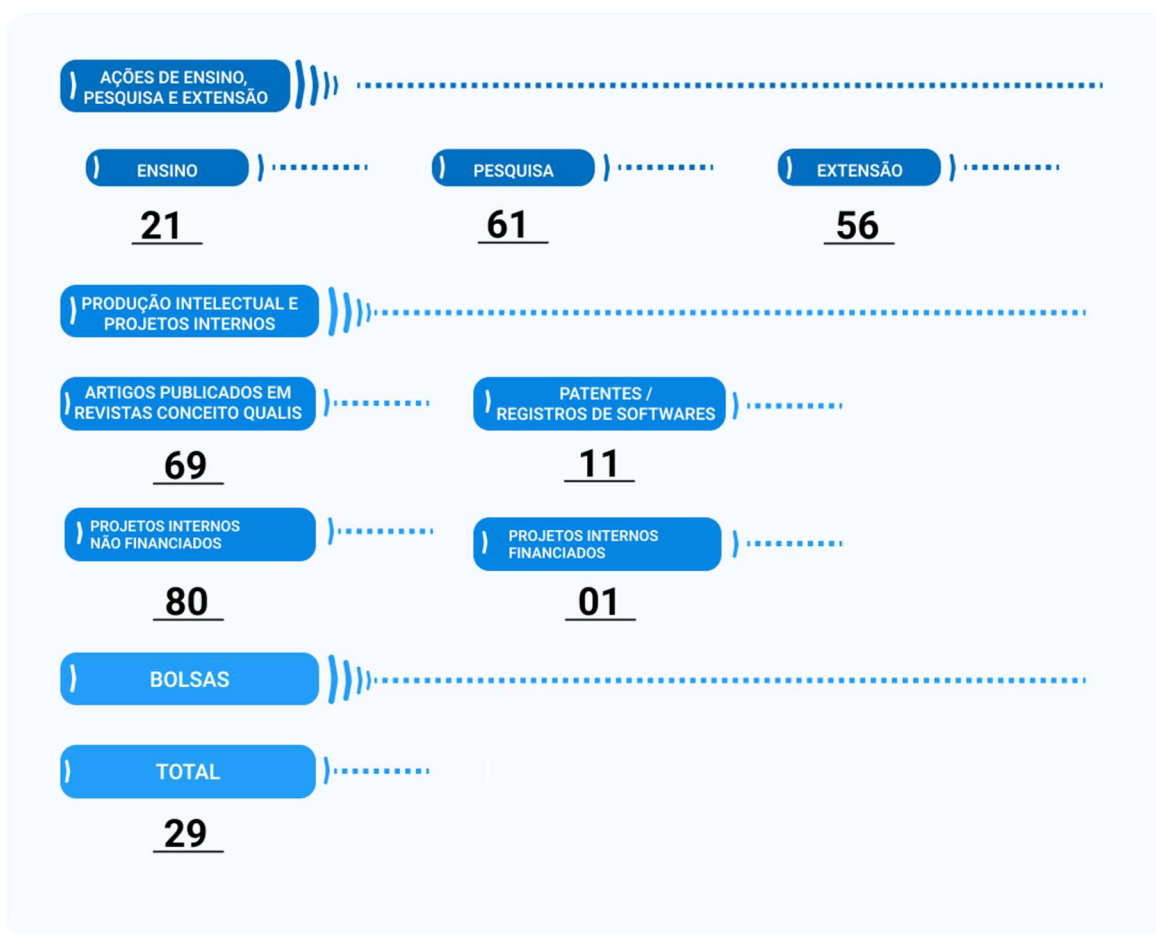 AÇÕES DE ENSINO,
PESQUISA E EXTENSÃO
ENSINO
PESQUISA
EXTENSÃO
21
61
56
PRODUÇÃO INTELECTUAL E
PROJETOS INTERNOS
ARTIGOS PUBLICADOS EM
REVISTAS CONCEITO QUALIS
PATENTES /
REGISTROS DE SOFTWARES
69
11
PROJETOS INTERNOS
NÃO FINANCIADOS
PROJETOS INTERNOS
FINANCIADOS
80
01
BOLSAS
TOTAL
29